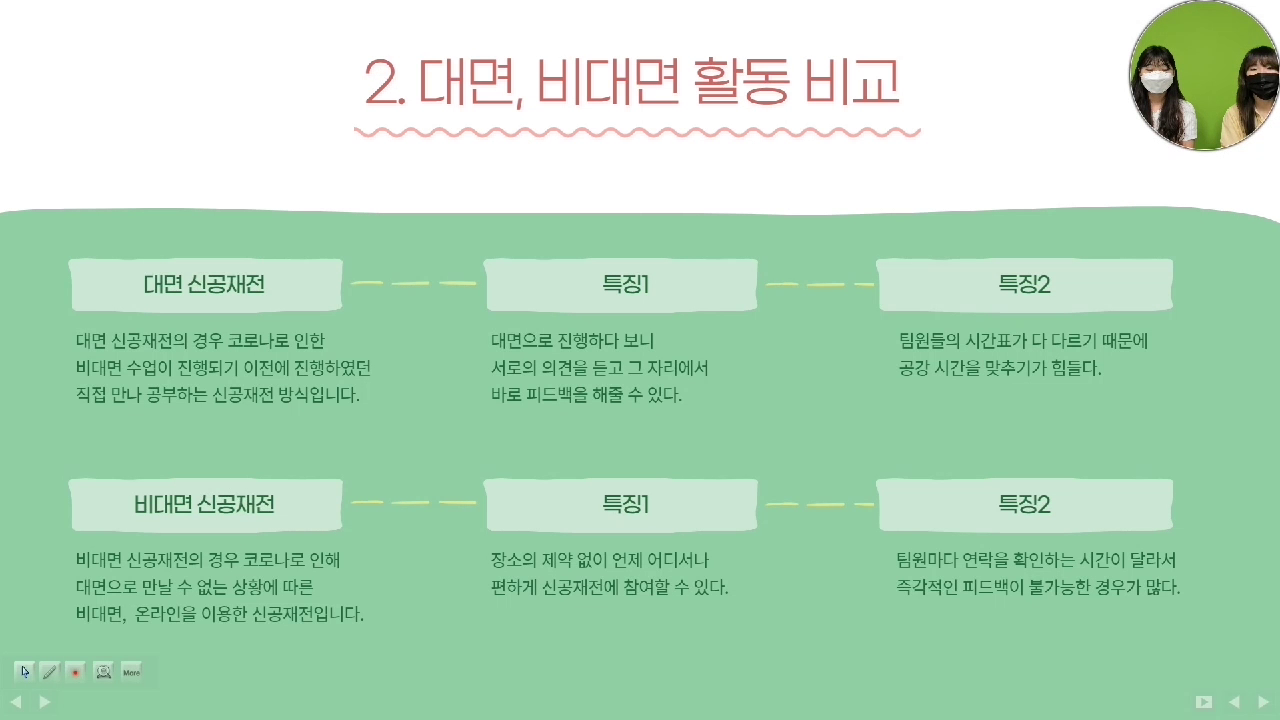 2. 대면, 비대면 활동 비교
대면 신공재전
특징1
특징2
대면 신공재전의 경우 코로나로 인한
비대면 수업이 진행되기 이전에 진행하였던
직접 만나 공부하는 신공재전 방식입니다.
대면으로 진행하다 보니
서로의 의견을 듣고 그 자리에서
바로 피드백을 해줄 수 있다.
팀원들의 시간표가 다 다르기 때문에
공강 시간을 맞추기가 힘들다.
비대면 신공재전
특징1
특징2
비대면 신공재전의 경우 코로나로 인해
대면으로 만날 수 없는 상황에 따른
비대면, 온라인을 이용한 신공재전입니다.
장소의 제약 없이 언제 어디서나
편하게 신공재전에 참여할 수 있다.
팀원마다 연락을 확인하는 시간이 달라서
즉각적인 피드백이 불가능한 경우가 많다.
More